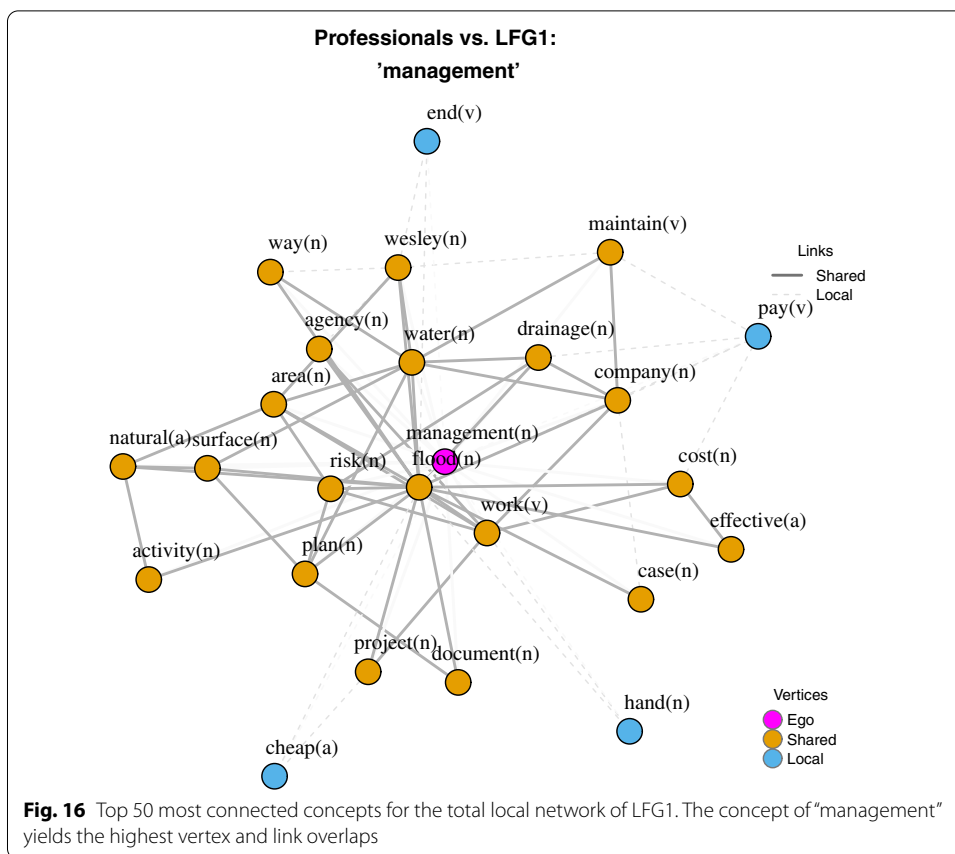 Professionals vs. LFG1:
’management’
end(v)
way(n)
wesley(n)
maintain(v)
Links
Shared
Local
pay(v)
agency(n)
water(n)
drainage(n)
company(n)
area(n)
management(n)
natural(a)
surface(n)
risk(n)
flood(n)
cost(n)
work(v)
effective(a)
activity(n)
plan(n)
case(n)
project(n)
document(n)
hand(n)
Vertices
Ego
Shared
Local
cheap(a)
Fig. 16 Top 50 most connected concepts for the total local network of LFG1. The concept of “management”
yields the highest vertex and link overlaps